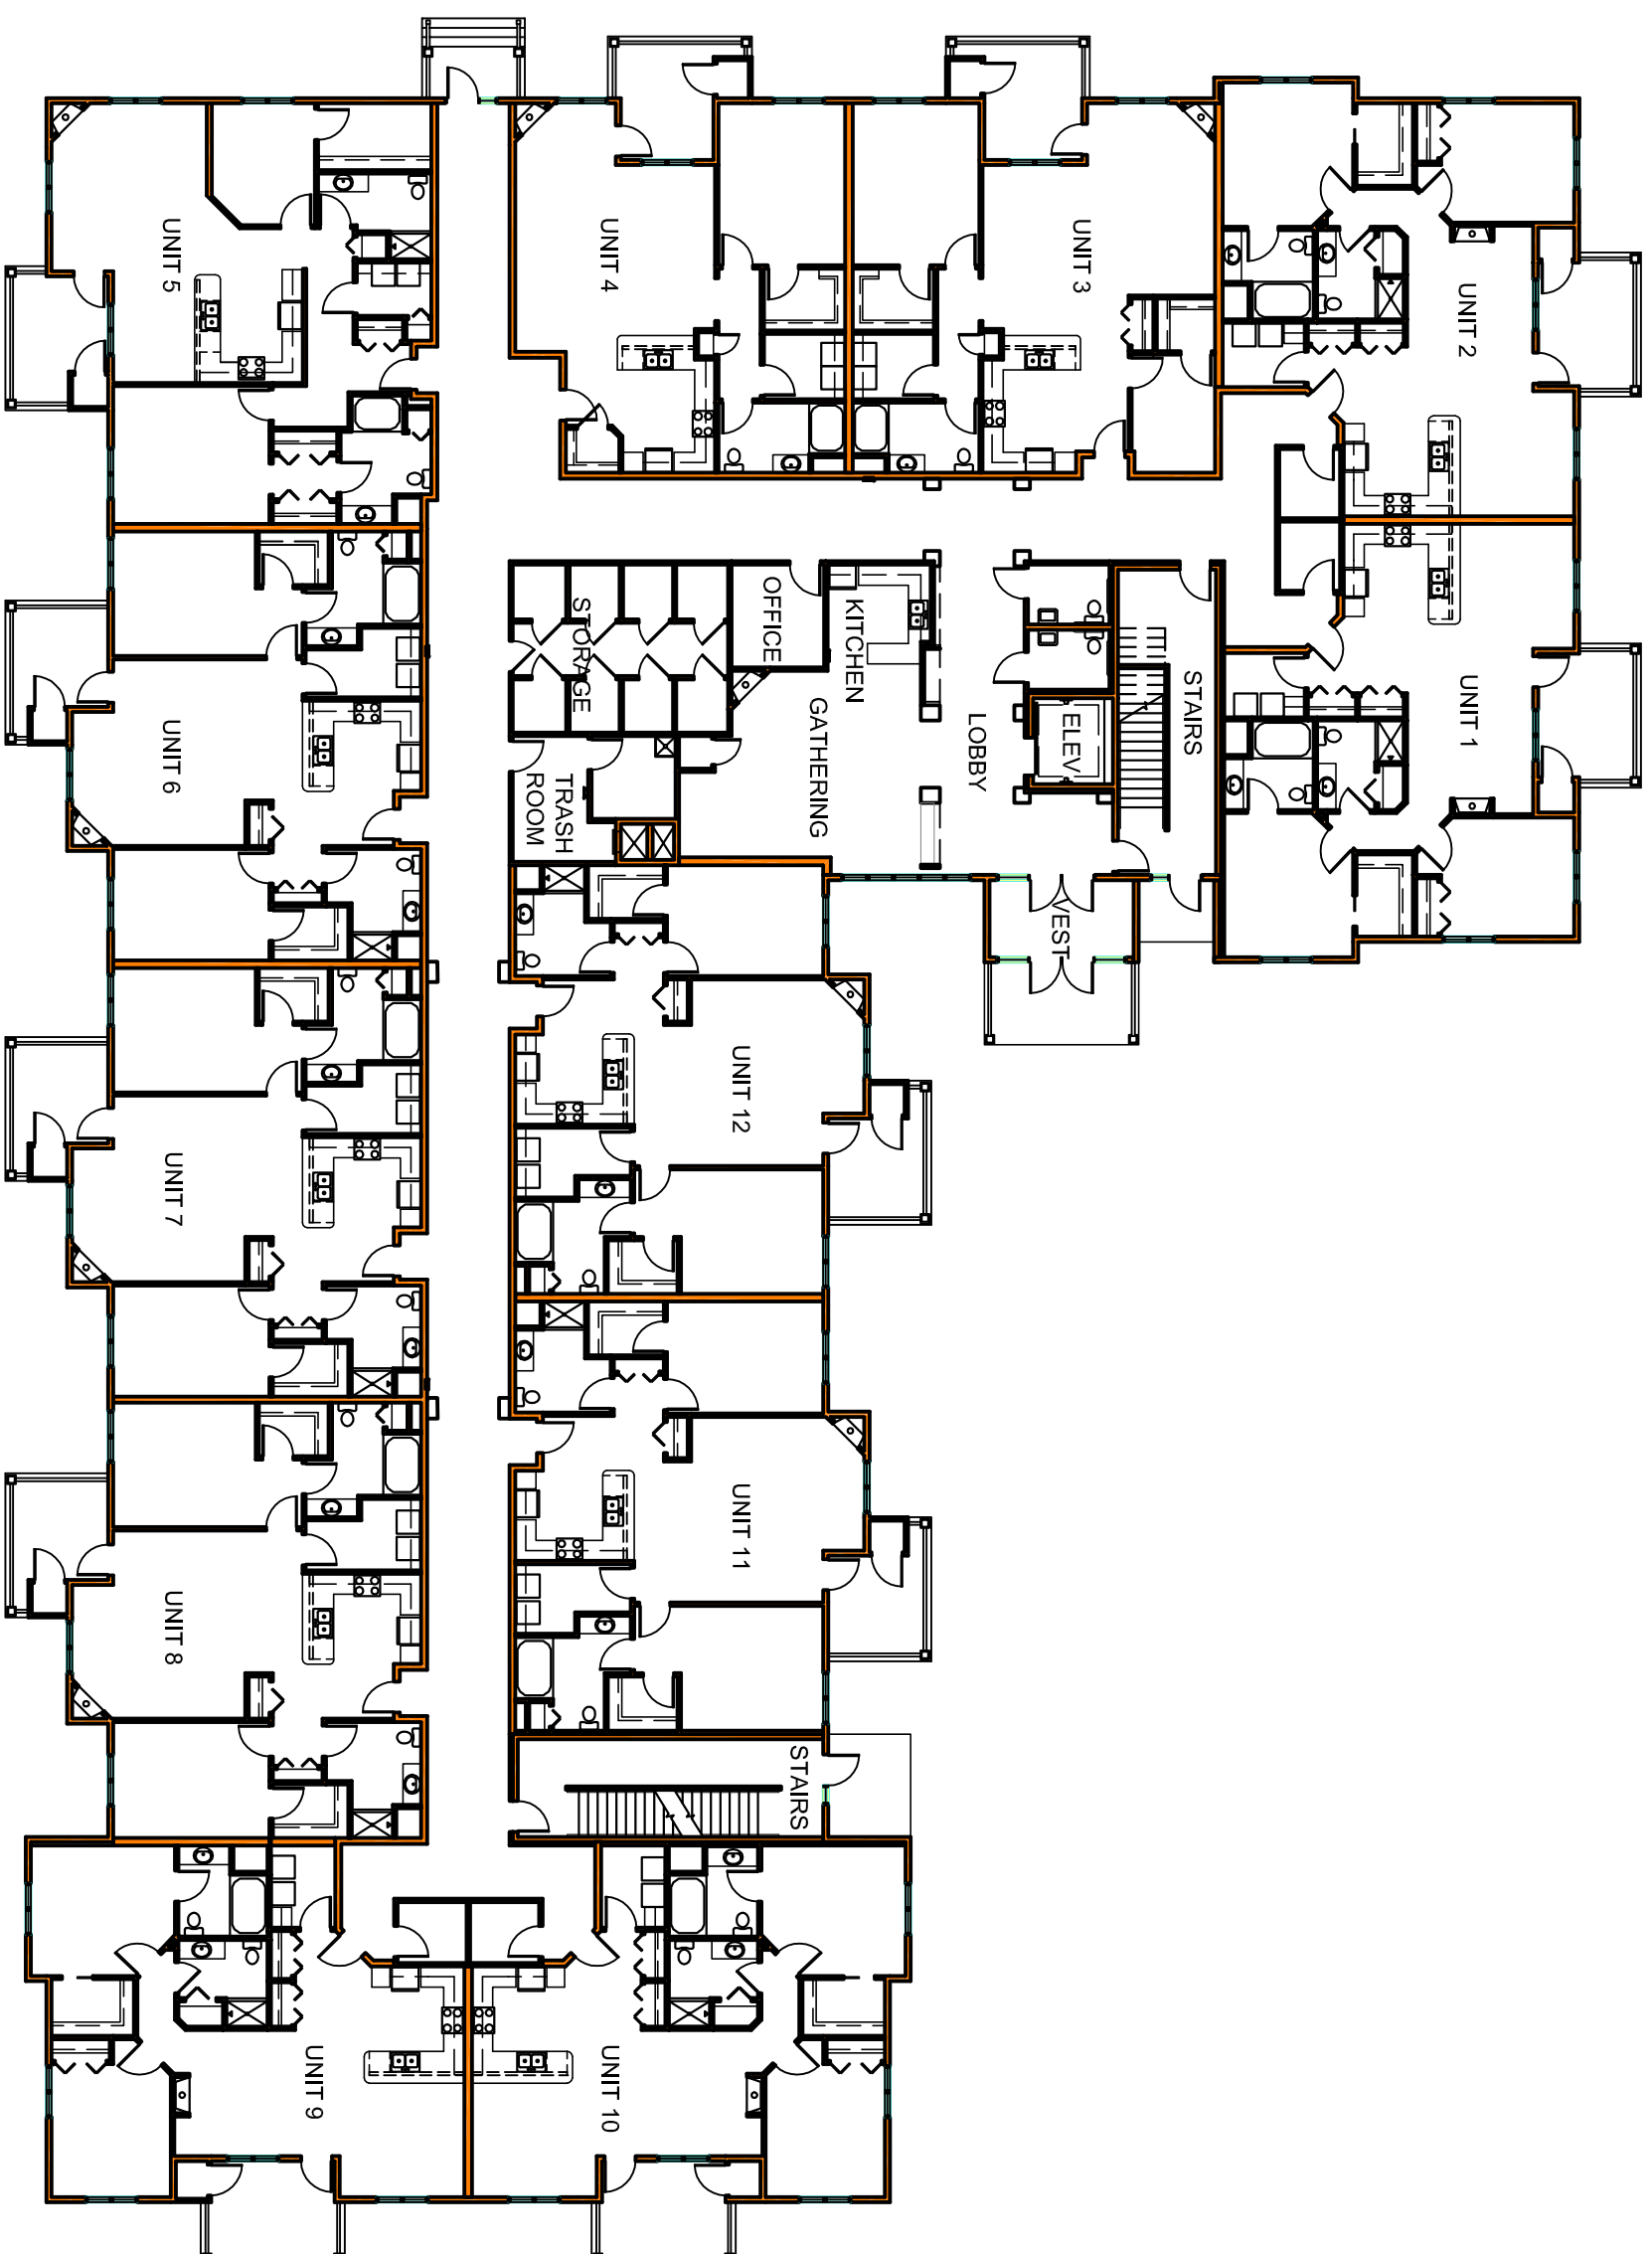 UNIT 1
UNIT 2
UNIT 3
UNIT 4
UNIT 5
UNIT 6
UNIT 7
UNIT 8
UNIT 9
UNIT 10
UNIT 11
UNIT 12
STAIRS
ELEV
LOBBY
VEST
KITCHEN
GATHERING
OFFICE
STORAGE
TRASH
ROOM
STAIRS